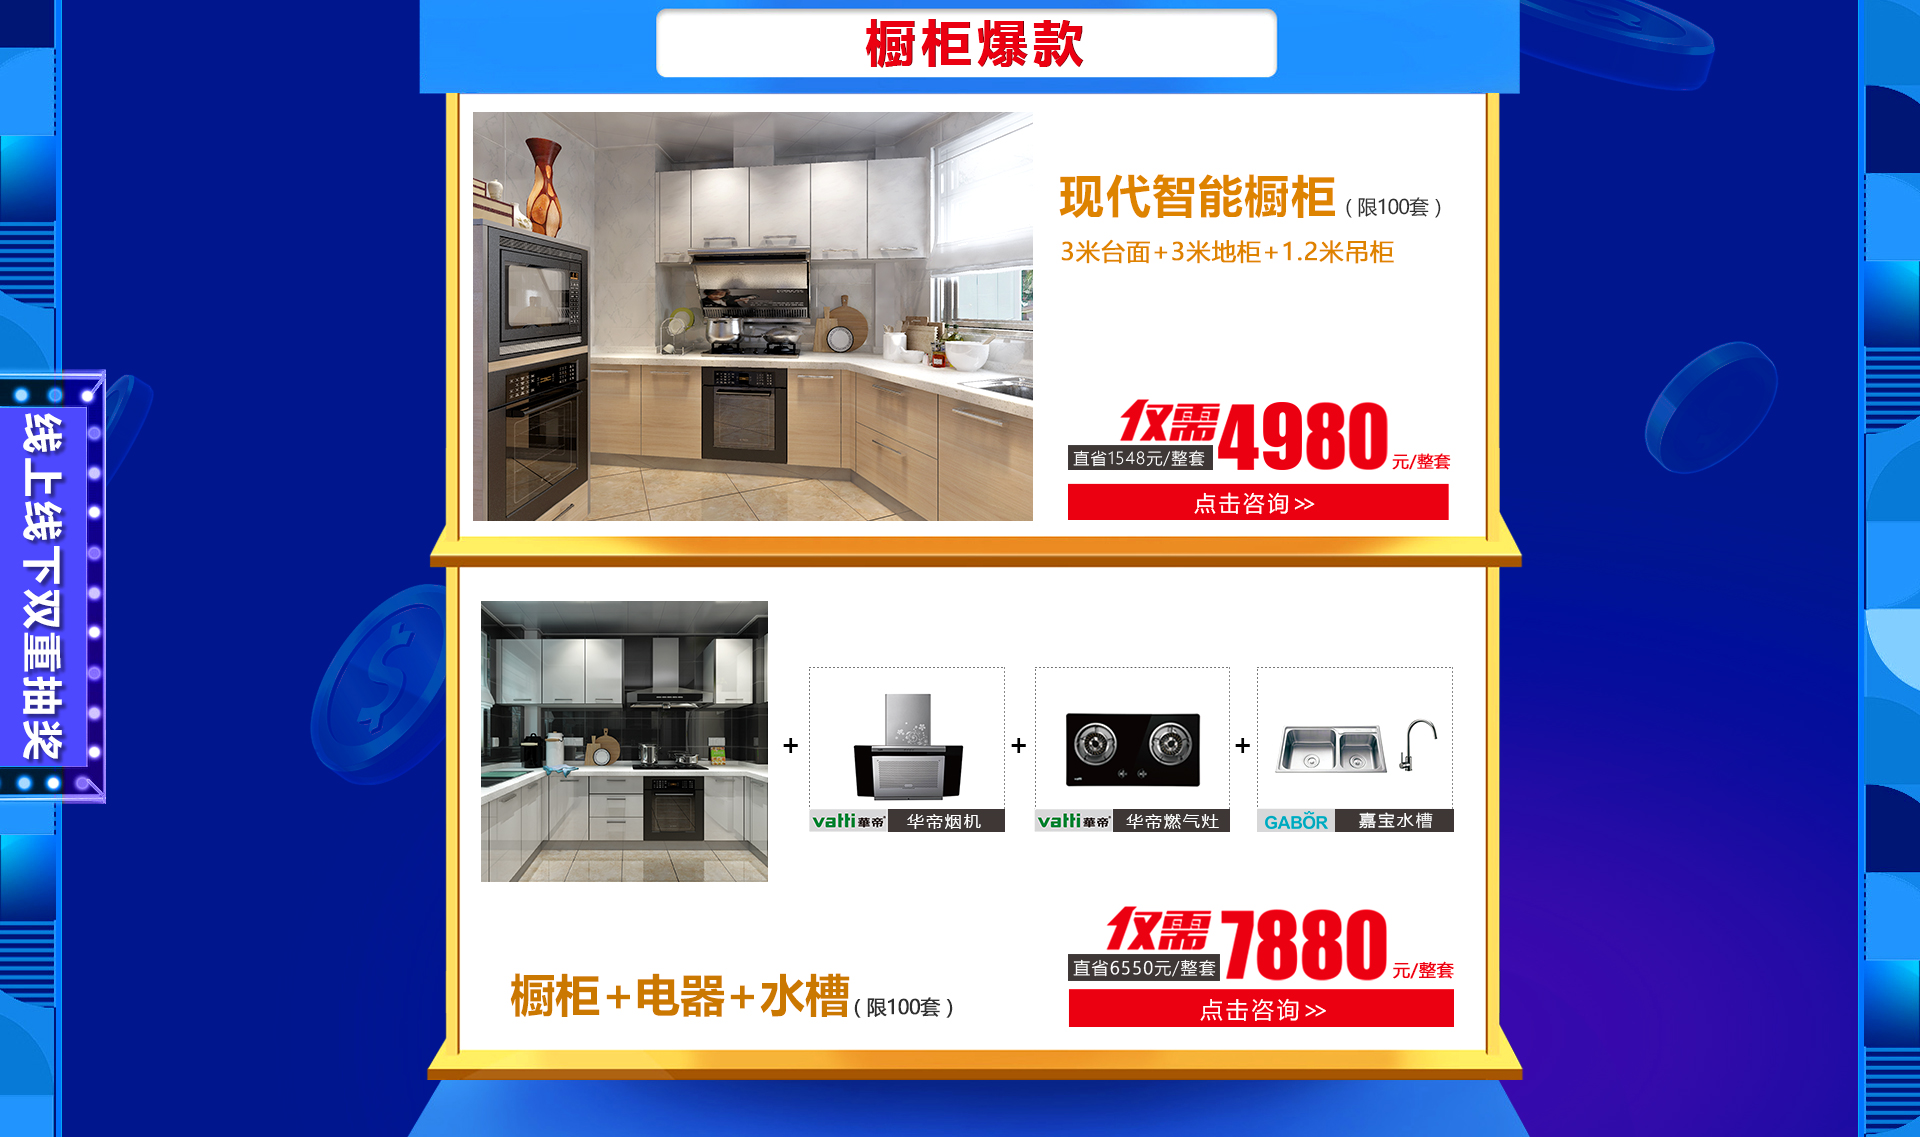 橱柜爆款
现代智能橱柜(限100套)
3米台面+3米地柜+1.2米吊柜
仅需4980元/整套
直省1548元/整套
点击咨询>>
线上线下双重抽奖
+
+
+
vatti華帝 华帝烟机
vatti華帝 华帝燃气灶
GABOR 嘉宝水槽
仅需7880元/整套
直省6550元/整套
橱柜+电器+水槽(限100套)
点击咨询>>